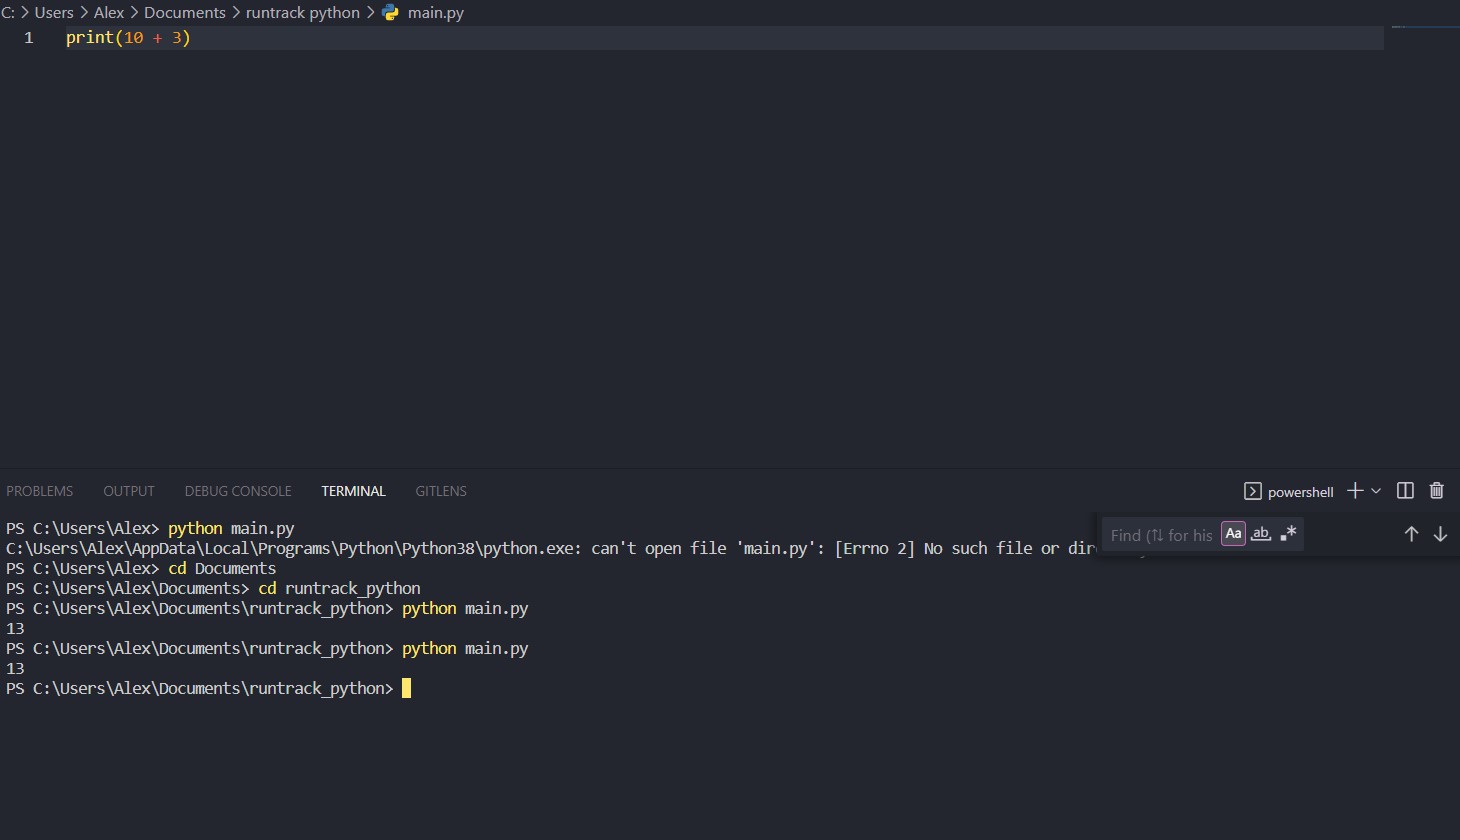 C: > Users > Alex > Documents > runtrack python > main.py
1 print(10 + 3)
PROBLEMS OUTPUT DEBUG CONSOLE TERMINAL GITLENS powershell
PS C:\Users\Alex> python main.py
Find (⇅ for his Aa ab .*
C:\Users\Alex\AppData\Local\Programs\Python\Python38\python.exe: can't open file 'main.py': [Errno 2] No such file or dir
PS C:\Users\Alex> cd Documents
PS C:\Users\Alex\Documents> cd runtrack_python
PS C:\Users\Alex\Documents\runtrack_python> python main.py
13
PS C:\Users\Alex\Documents\runtrack_python> python main.py
13
PS C:\Users\Alex\Documents\runtrack_python>